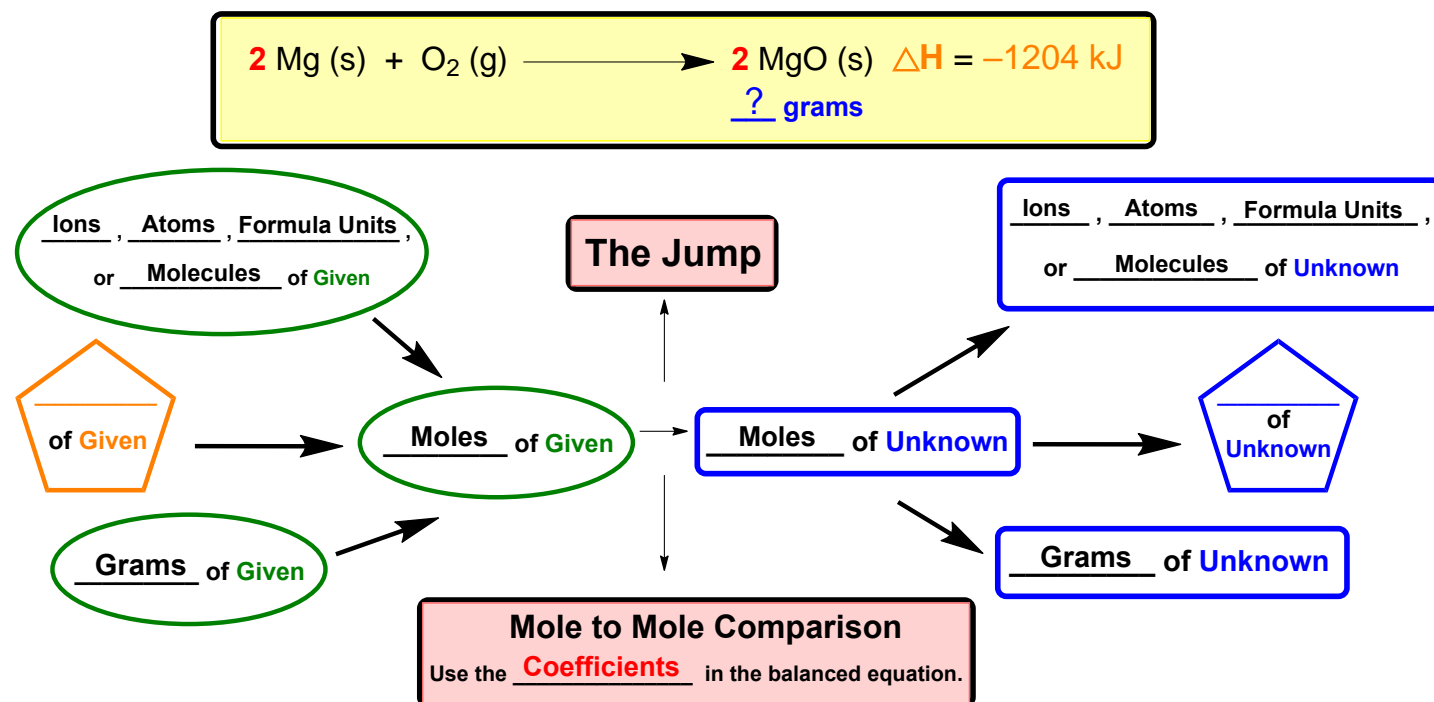 2 Mg (s) + O₂ (g) ⟶ 2 MgO (s) △H = –1204 kJ
? grams
Ions , Atoms , Formula Units ,
or Molecules of Given
The Jump
Ions , Atoms , Formula Units ,
or Molecules of Unknown
_______ of Given
Moles of Given
Moles of Unknown
_______ of
Unknown
Grams of Given
Grams of Unknown
Mole to Mole Comparison
Use the Coefficients in the balanced equation.